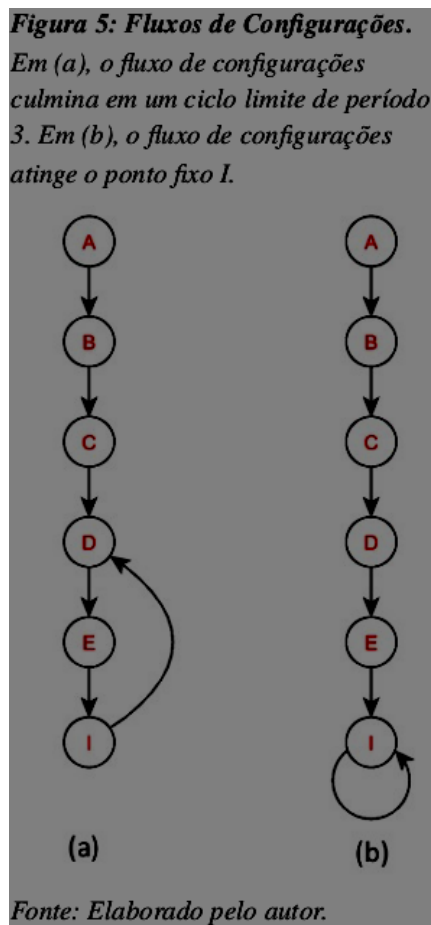 Figura 5: Fluxos de Configurações.
Em (a), o fluxo de configurações
culmina em um ciclo limite de período
3. Em (b), o fluxo de configurações
atinge o ponto fixo I.
A A
B B
C C
D D
E E
I I
(a) (b)
Fonte: Elaborado pelo autor.